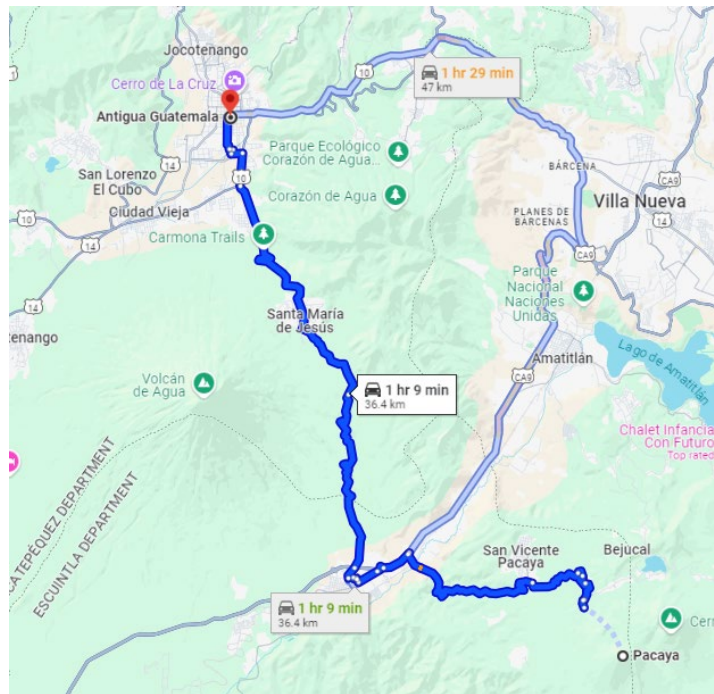 Jocotenango
Cerro de La Cruz
10
1 hr 29 min
47 km
Antigua Guatemala
Parque Ecológico
Corazón de Agua...
14
San Lorenzo
El Cubo
10
Corazón de Agua
BÁRCENA
CA9
Villa Nueva
10
Ciudad Vieja
14
PLANES DE
BÁRCENAS
CA9
Carmona Trails
Parque
Nacional
Naciones
Unidas
14
tenango
Santa María
de Jesús
Amatitlán
Lago de Amatitlán
CA9
Volcán
de Agua
1 hr 9 min
36.4 km
Chalet Infancia
Con Futuro
Top rated
CATEPÉQUEZ DEPARTMENT
ESCUINTLA DEPARTMENT
San Vicente
Pacaya
Bejucal
1 hr 9 min
36.4 km
Cerr
Pacaya